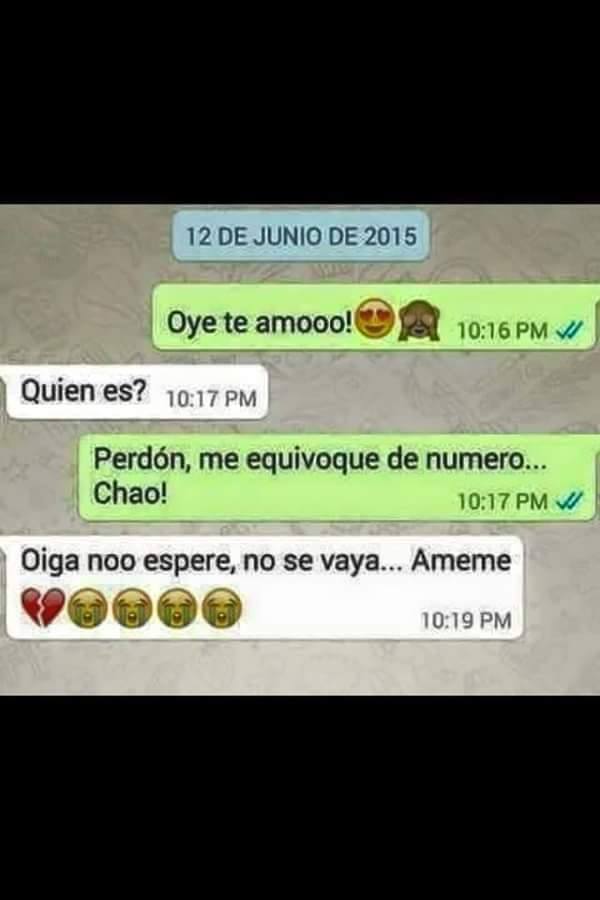 12 DE JUNIO DE 2015
Oye te amooo!😍🙈 10:16 PM
Quien es? 10:17 PM
Perdón, me equivoque de numero...
Chao! 10:17 PM
Oiga noo espere, no se vaya... Ameme
💔😭😭😭😭 10:19 PM